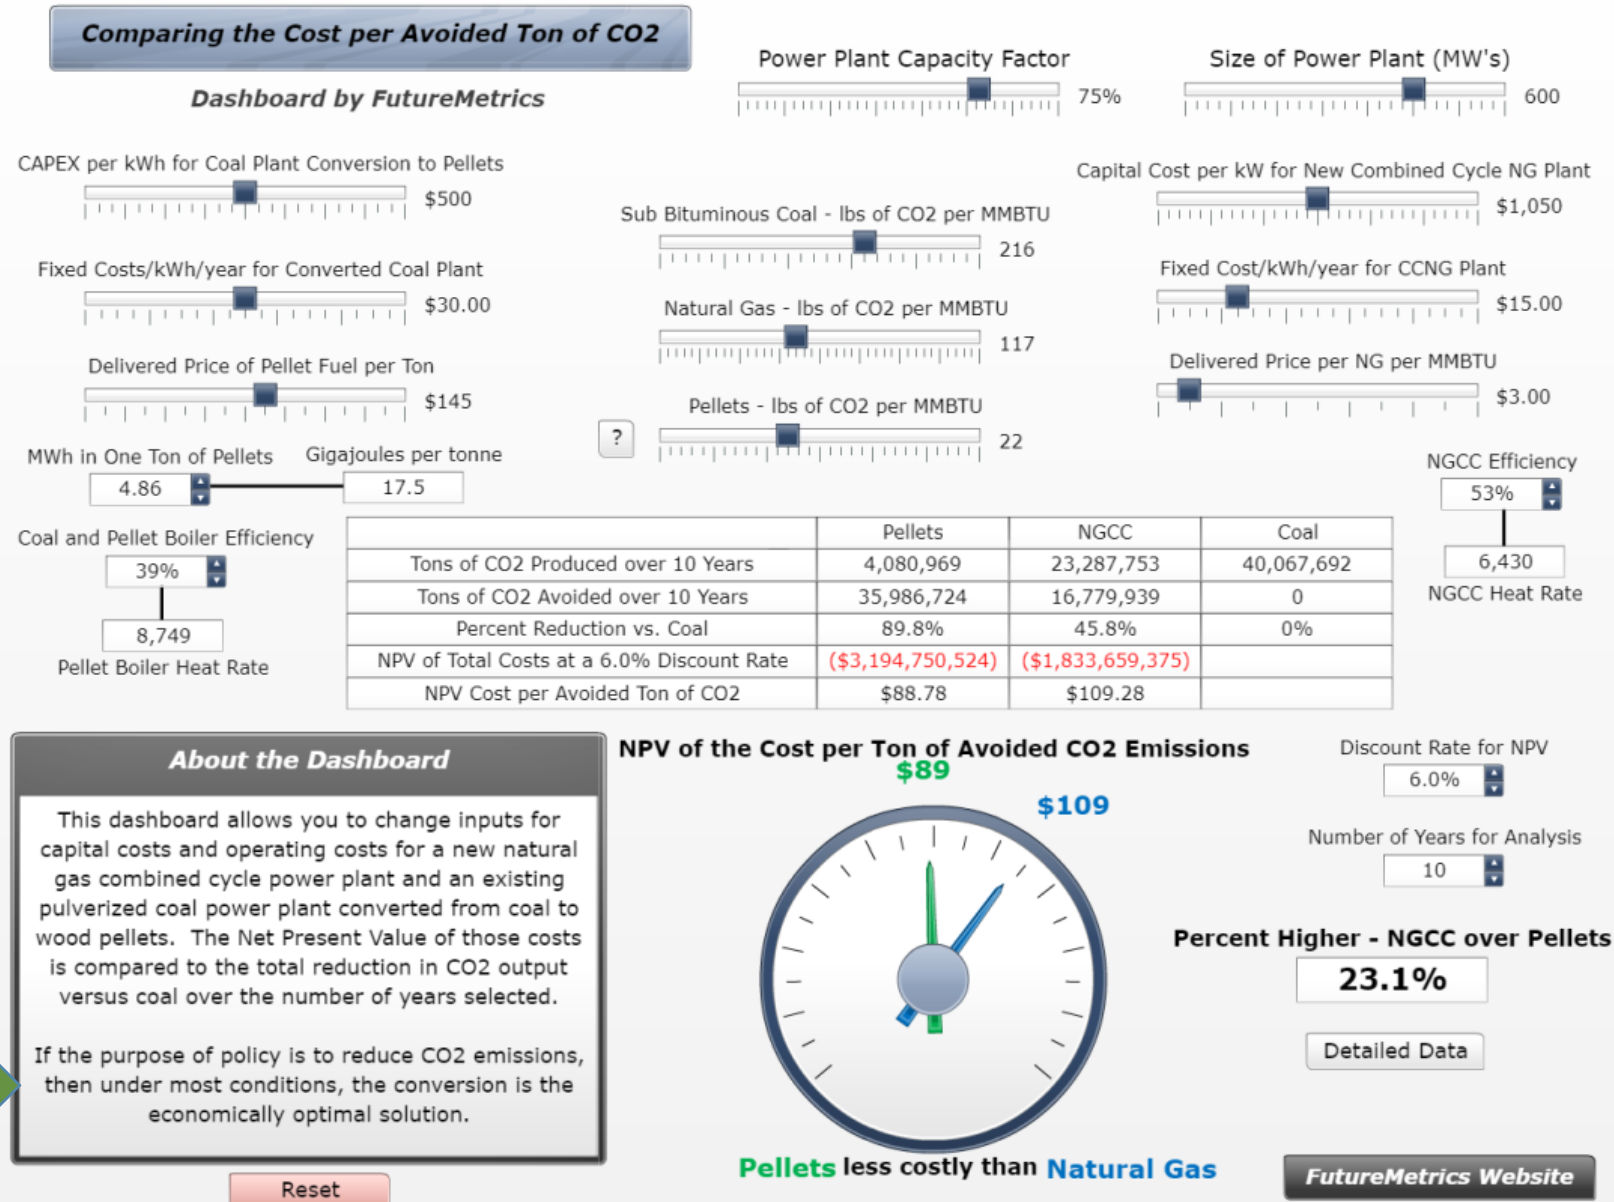 Comparing the Cost per Avoided Ton of CO2
Dashboard by FutureMetrics
Power Plant Capacity Factor
75%
Size of Power Plant (MW's)
600
CAPEX per kWh for Coal Plant Conversion to Pellets
$500
Fixed Costs/kWh/year for Converted Coal Plant
$30.00
Delivered Price of Pellet Fuel per Ton
$145
MWh in One Ton of Pellets
4.86
Gigajoules per tonne
17.5
Coal and Pellet Boiler Efficiency
39%
8,749
Pellet Boiler Heat Rate
Sub Bituminous Coal - lbs of CO2 per MMBTU
216
Natural Gas - lbs of CO2 per MMBTU
117
Pellets - lbs of CO2 per MMBTU
?
22
Capital Cost per kW for New Combined Cycle NG Plant
$1,050
Fixed Cost/kWh/year for CCNG Plant
$15.00
Delivered Price per NG per MMBTU
$3.00
NGCC Efficiency
53%
6,430
NGCC Heat Rate
Pellets NGCC Coal
Tons of CO2 Produced over 10 Years 4,080,969 23,287,753 40,067,692
Tons of CO2 Avoided over 10 Years 35,986,724 16,779,939 0
Percent Reduction vs. Coal 89.8% 45.8% 0%
NPV of Total Costs at a 6.0% Discount Rate ($3,194,750,524) ($1,833,659,375)
NPV Cost per Avoided Ton of CO2 $88.78 $109.28
About the Dashboard
This dashboard allows you to change inputs for
capital costs and operating costs for a new natural
gas combined cycle power plant and an existing
pulverized coal power plant converted from coal to
wood pellets. The Net Present Value of those costs
is compared to the total reduction in CO2 output
versus coal over the number of years selected.
If the purpose of policy is to reduce CO2 emissions,
then under most conditions, the conversion is the
economically optimal solution.
Reset
NPV of the Cost per Ton of Avoided CO2 Emissions
$89
$109
Pellets less costly than Natural Gas
Discount Rate for NPV
6.0%
Number of Years for Analysis
10
Percent Higher - NGCC over Pellets
23.1%
Detailed Data
FutureMetrics Website